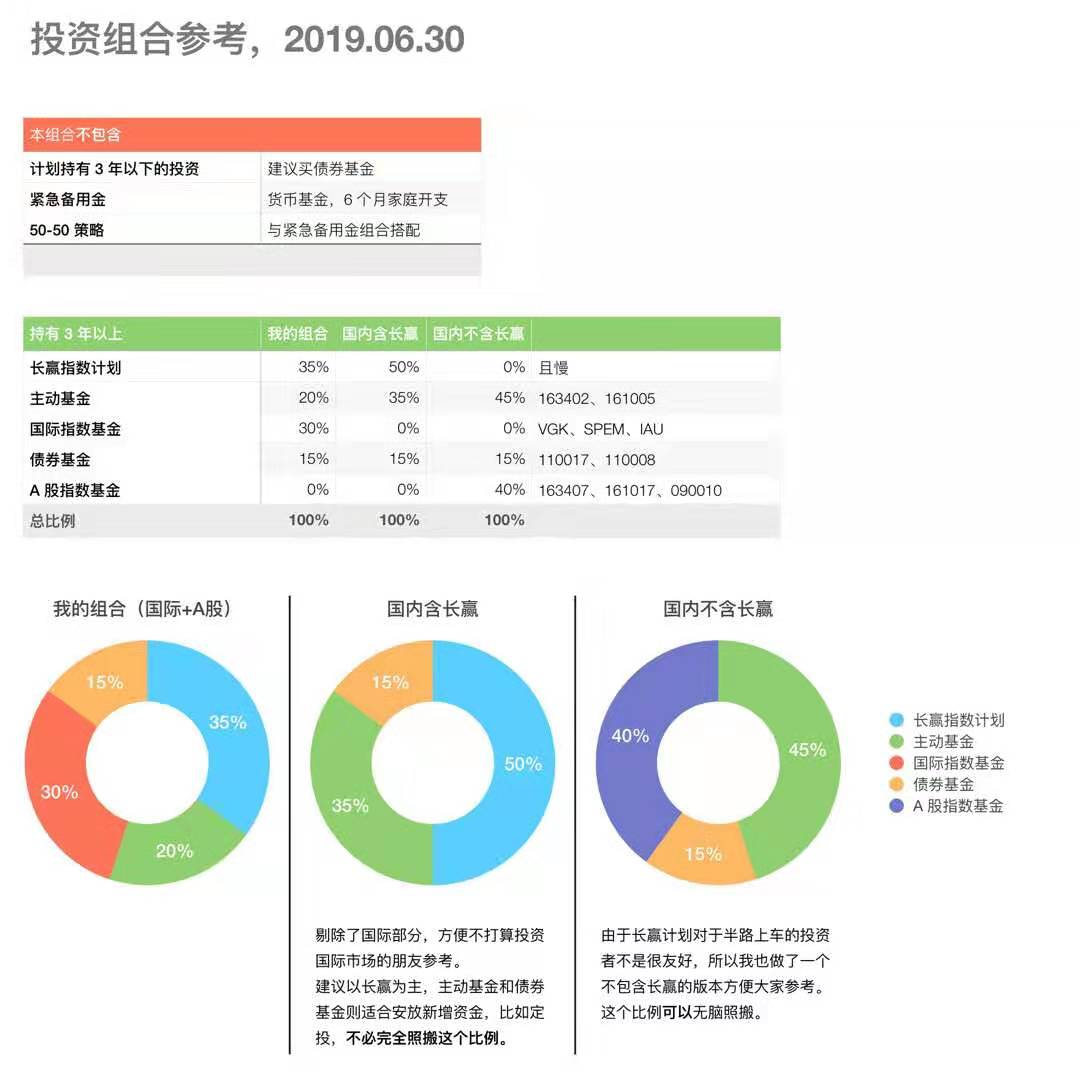 投资组合参考，2019.06.30
本组合不包含
计划持有 3 年以下的投资 建议买债券基金
紧急备用金 货币基金，6 个月家庭开支
50-50 策略 与紧急备用金组合搭配
持有 3 年以上 我的组合 国内含长赢 国内不含长赢
长赢指数计划 35% 50% 0% 且慢
主动基金 20% 35% 45% 163402、161005
国际指数基金 30% 0% 0% VGK、SPEM、IAU
债券基金 15% 15% 15% 110017、110008
A 股指数基金 0% 0% 40% 163407、161017、090010
总比例 100% 100% 100%
我的组合（国际+A股）
15%
35%
30%
20%
国内含长赢
15%
50%
35%
剔除了国际部分，方便不打算投资
国际市场的朋友参考。
建议以长赢为主，主动基金和债券
基金则适合安放新增资金，比如定
投，不必完全照搬这个比例。
国内不含长赢
40%
45%
15%
由于长赢计划对于半路上车的投资
者不是很友好，所以我也做了一个
不包含长赢的版本方便大家参考。
这个比例可以无脑照搬。
长赢指数计划
主动基金
国际指数基金
债券基金
A 股指数基金